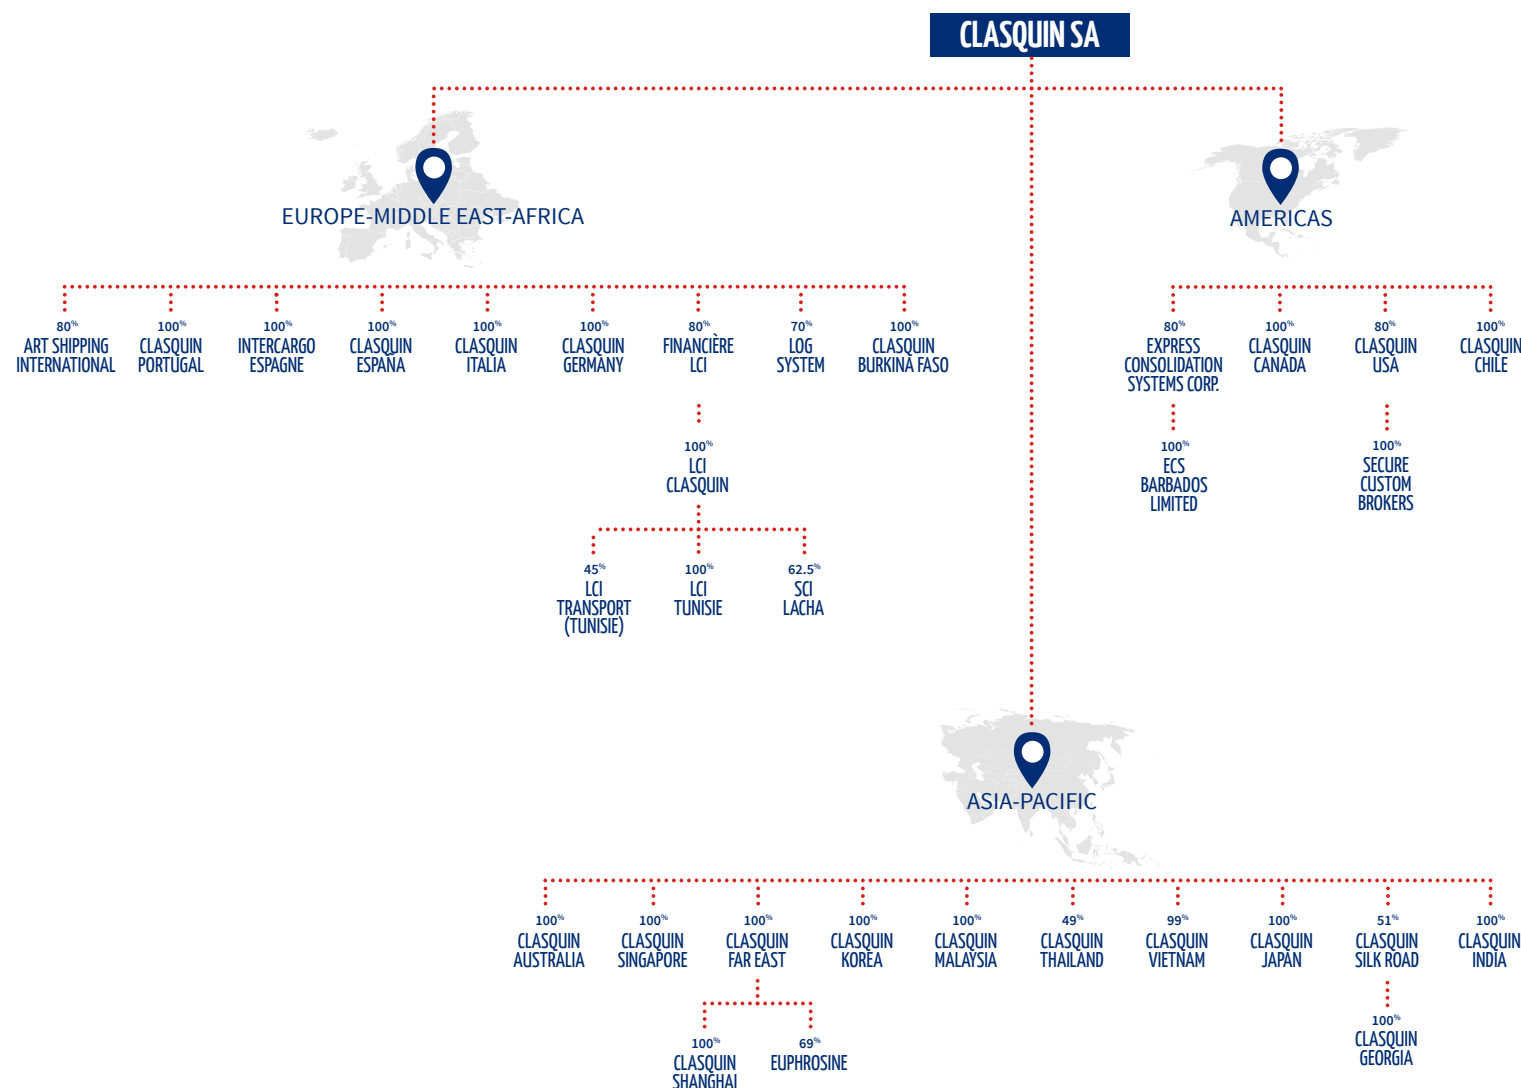 CLASQUIN SA
EUROPE-MIDDLE EAST-AFRICA
AMERICAS
80%
ART SHIPPING
INTERNATIONAL
100%
CLASQUIN
PORTUGAL
100%
INTERCARGO
ESPAGNE
100%
CLASQUIN
ESPAÑA
100%
CLASQUIN
ITALIA
100%
CLASQUIN
GERMANY
80%
FINANCIÈRE
LCI
70%
LOG
SYSTEM
100%
CLASQUIN
BURKINA FASO
80%
EXPRESS
CONSOLIDATION
SYSTEMS CORP.
100%
CLASQUIN
CANADA
80%
CLASQUIN
USA
100%
CLASQUIN
CHILE
100%
LCI
CLASQUIN
100%
ECS
BARBADOS
LIMITED
100%
SECURE
CUSTOM
BROKERS
45%
LCI
TRANSPORT
(TUNISIE)
100%
LCI
TUNISIE
62.5%
SCI
LACHA
ASIA-PACIFIC
100%
CLASQUIN
AUSTRALIA
100%
CLASQUIN
SINGAPORE
100%
CLASQUIN
FAR EAST
100%
CLASQUIN
KOREA
100%
CLASQUIN
MALAYSIA
49%
CLASQUIN
THAILAND
99%
CLASQUIN
VIETNAM
100%
CLASQUIN
JAPAN
51%
CLASQUIN
SILK ROAD
100%
CLASQUIN
INDIA
100%
CLASQUIN
SHANGHAI
69%
EUPHROSINE
100%
CLASQUIN
GEORGIA